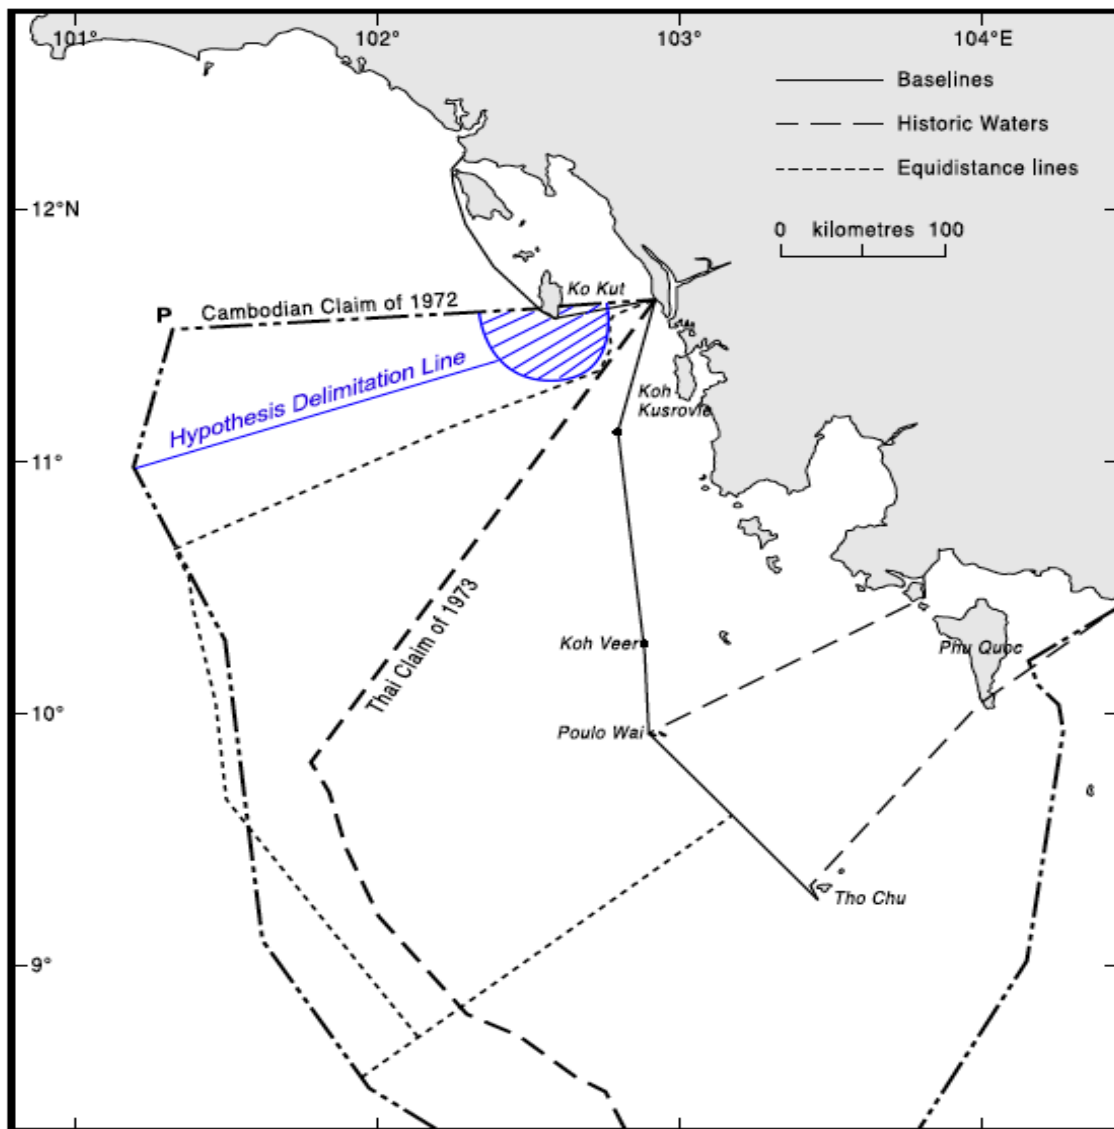 101°
102°
103°
104°E
Baselines
Historic Waters
Equidistance lines
0 kilometres 100
12°N
Ko Kut
P
Cambodian Claim of 1972
Hypothesis Delimitation Line
Koh
Kusrovie
11°
Thai Claim of 1973
Koh Veer
Phu Quoc
10°
Poulo Wai
Tho Chu
9°